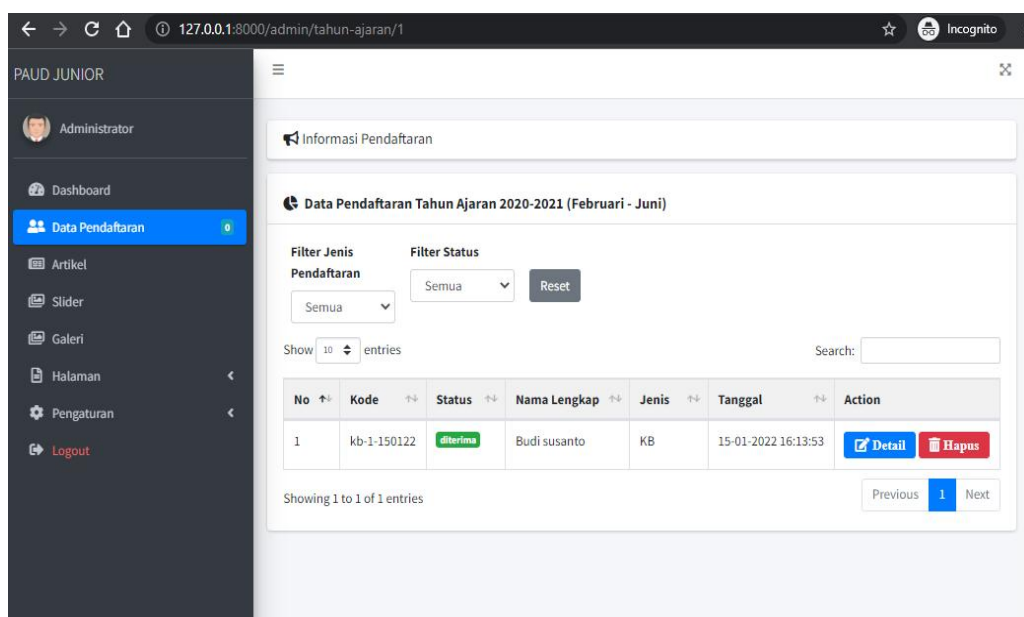 127.0.0.1:8000/admin/tahun-ajaran/1
Incognito
PAUD JUNIOR
Administrator
Dashboard
Data Pendaftaran 0
Artikel
Slider
Galeri
Halaman
Pengaturan
Logout
Informasi Pendaftaran
Data Pendaftaran Tahun Ajaran 2020-2021 (Februari - Juni)
Filter Jenis
Pendaftaran
Semua
Filter Status
Semua
Reset
Show 10 entries
Search:
No Kode Status Nama Lengkap Jenis Tanggal Action
1 kb-1-150122 diterima Budi susanto KB 15-01-2022 16:13:53 Detail Hapus
Showing 1 to 1 of 1 entries
Previous 1 Next